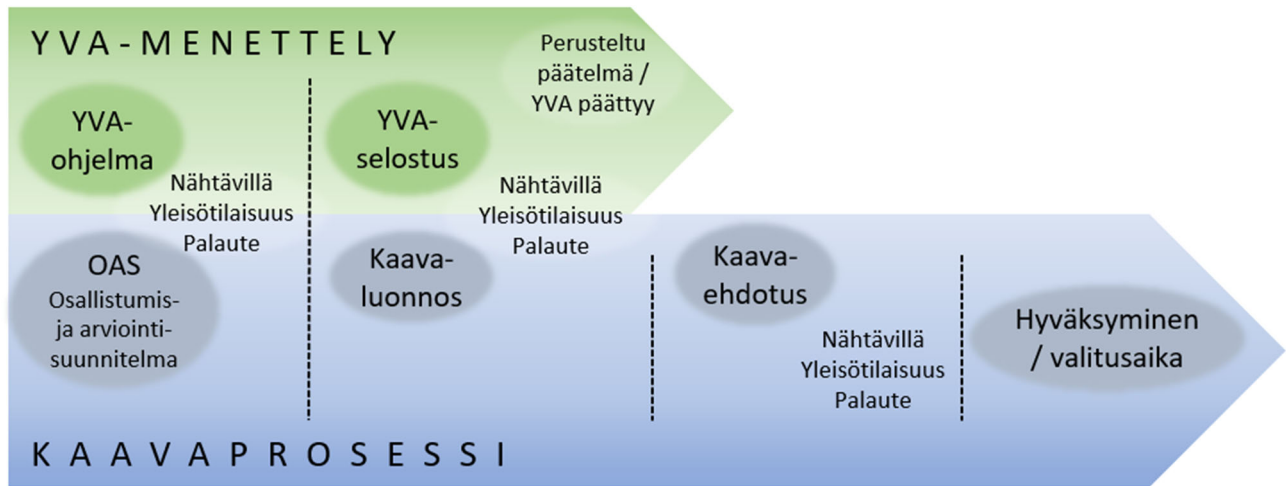 YVA-MENETTELY
Perusteltu
päätelmä /
YVA päättyy
YVA-
ohjelma
YVA-
selostus
Nähtävillä
Yleisötilaisuus
Palaute
Nähtävillä
Yleisötilaisuus
Palaute
OAS
Osallistumis-
ja arviointi-
suunnitelma
Kaava-
luonnos
Kaava-
ehdotus
Nähtävillä
Yleisötilaisuus
Palaute
Hyväksyminen
/ valitusaika
KAAVAPROSESSI